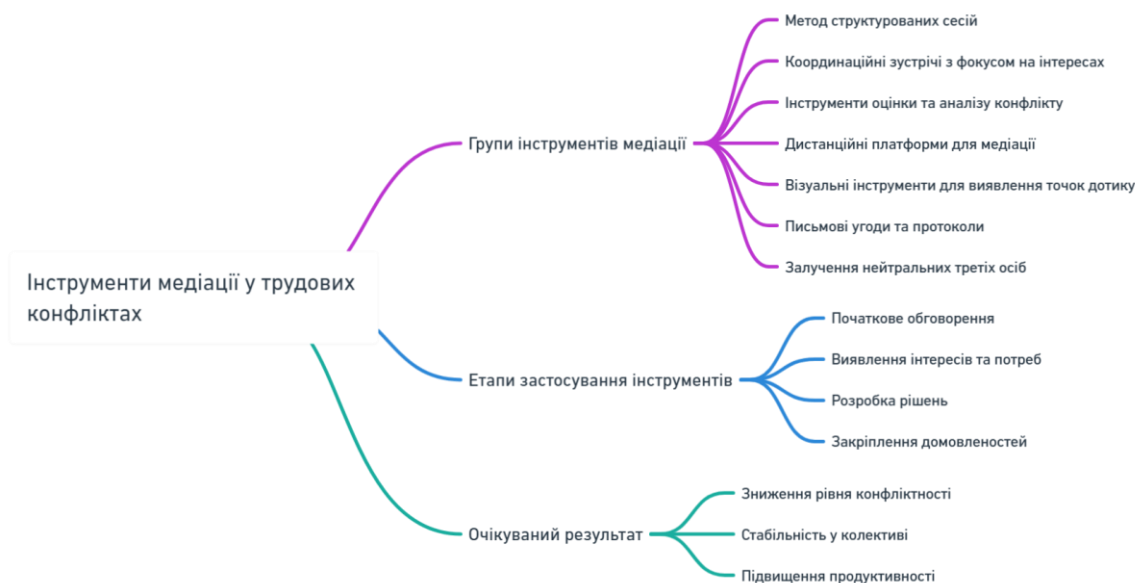 Інструменти медіації у трудових
конфліктах
Групи інструментів медіації
Метод структурованих сесій
Координаційні зустрічі з фокусом на інтересах
Інструменти оцінки та аналізу конфлікту
Дистанційні платформи для медіації
Візуальні інструменти для виявлення точок дотику
Письмові угоди та протоколи
Залучення нейтральних третіх осіб
Етапи застосування інструментів
Початкове обговорення
Виявлення інтересів та потреб
Розробка рішень
Закріплення домовленостей
Очікуваний результат
Зниження рівня конфліктності
Стабільність у колективі
Підвищення продуктивності